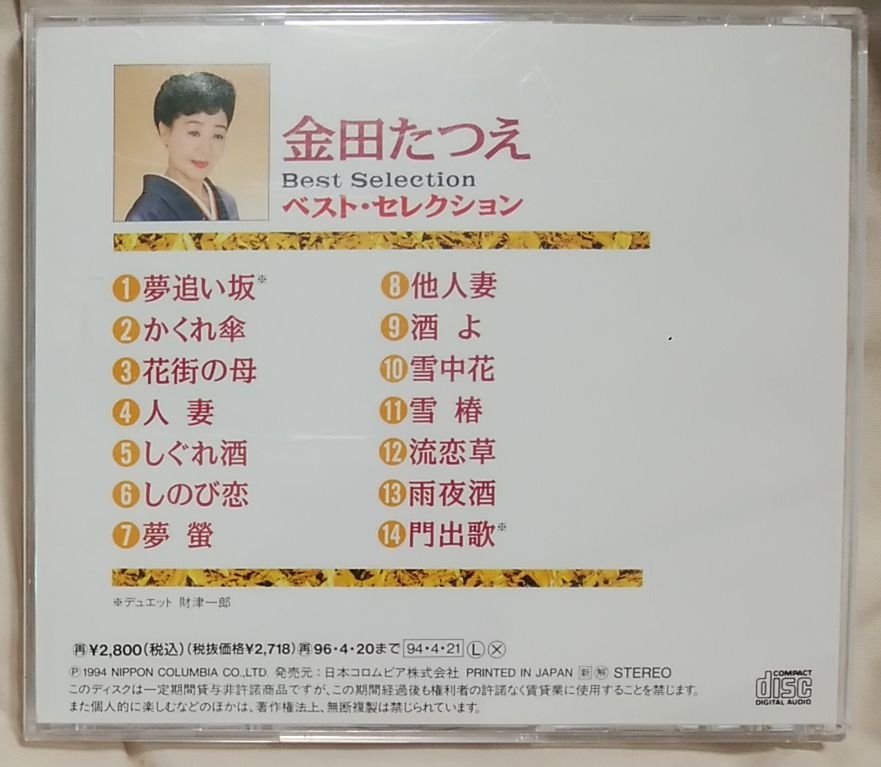 金田たつえ
Best Selection
ベスト・セレクション
1 夢追い坂※
2 かくれ傘
3 花街の母
4 人 妻
5 しぐれ酒
6 しのび恋
7 夢 螢
8 他人妻
9 酒 よ
10 雪中花
11 雪 椿
12 流恋草
13 雨夜酒
14 門出歌※
※デュエット 財津一郎
再¥2,800(税込)(税抜価格¥2,718)再96・4・20まで 94・4・21 Ⓛ Ⓧ
Ⓟ1994 NIPPON COLUMBIA CO.,LTD. 発売元：日本コロムビア株式会社 PRINTED IN JAPAN 新 解 STEREO
このディスクは一定期間貸与非許諾商品ですが、この期間経過後も権利者の許諾なく賃貸業に使用することを禁じます。
また個人的に楽しむなどのほかは、著作権法上、無断複製は禁じられています。
COMPACT
disc
DIGITAL AUDIO